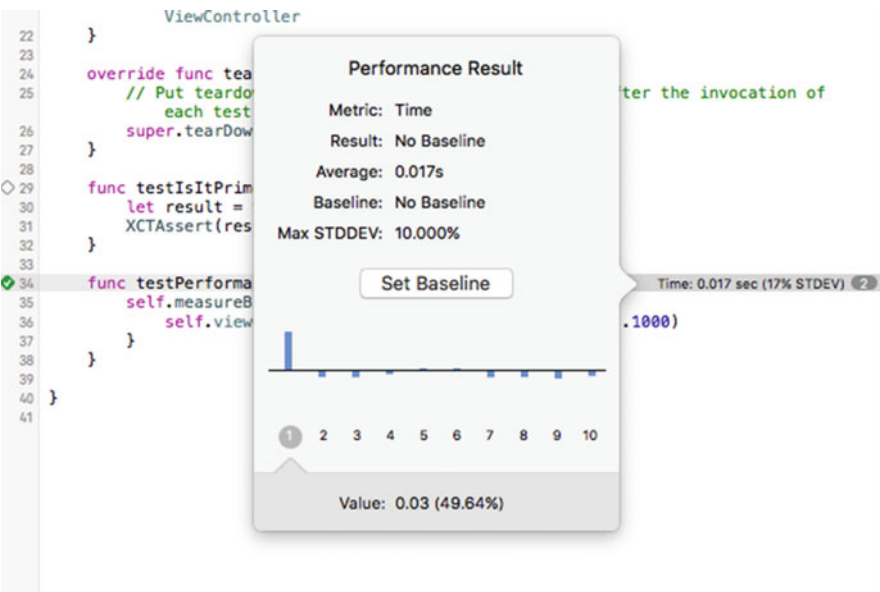 ViewController
22 }
23
24 override func tea
25 // Put teardo fter the invocation of
each test
26 super.tearDow
27 }
28
29 func testIsItPrim
30 let result =
31 XCTAssert(res
32 }
33
34 func testPerforma Time: 0.017 sec (17% STDEV) 2
35 self.measureB
36 self.view .1000)
37 }
38 }
39
40 }
41
Performance Result
Metric: Time
Result: No Baseline
Average: 0.017s
Baseline: No Baseline
Max STDDEV: 10.000%
Set Baseline
1 2 3 4 5 6 7 8 9 10
Value: 0.03 (49.64%)